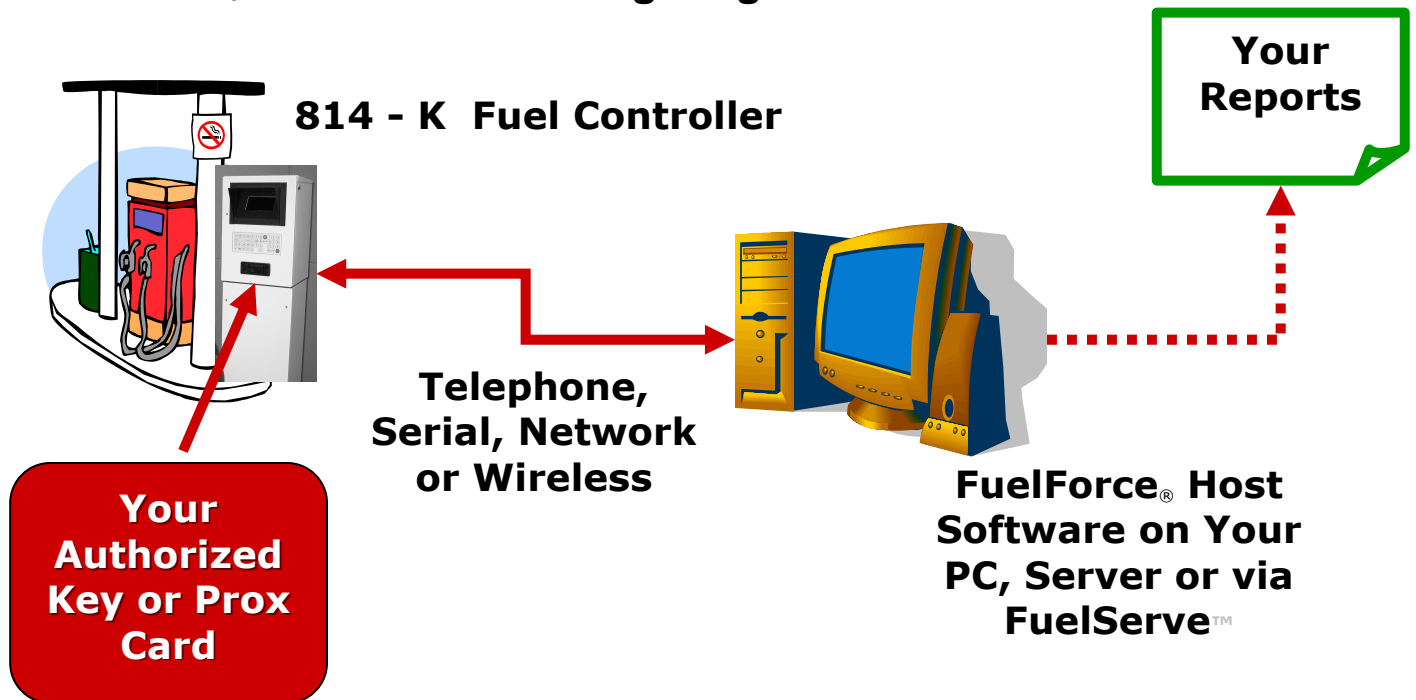 Your
Reports
814 - K Fuel Controller
Telephone,
Serial, Network
or Wireless
FuelForce® Host
Software on Your
PC, Server or via
FuelServe™
Your
Authorized
Key or Prox
Card